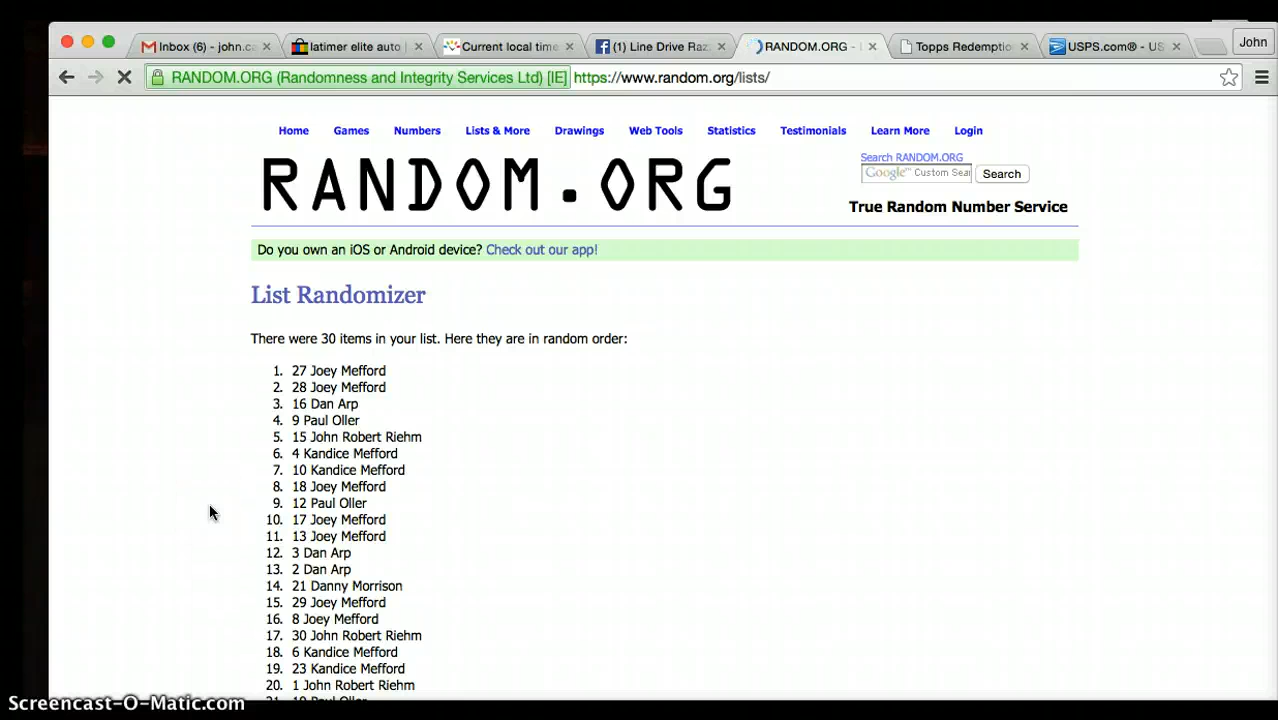 Inbox (6) - john.ca
latimer elite auto
Current local time
(1) Line Drive Raz
RANDOM.ORG -
Topps Redemptio
USPS.com® - US
John
RANDOM.ORG (Randomness and Integrity Services Ltd) [IE]
https://www.random.org/lists/
Home Games Numbers Lists & More Drawings Web Tools Statistics Testimonials Learn More Login
RANDOM.ORG
Search RANDOM.ORG
Google™ Custom Sear
Search
True Random Number Service
Do you own an iOS or Android device? Check out our app!
List Randomizer
There were 30 items in your list. Here they are in random order:
1. 27 Joey Mefford
2. 28 Joey Mefford
3. 16 Dan Arp
4. 9 Paul Oller
5. 15 John Robert Riehm
6. 4 Kandice Mefford
7. 10 Kandice Mefford
8. 18 Joey Mefford
9. 12 Paul Oller
10. 17 Joey Mefford
11. 13 Joey Mefford
12. 3 Dan Arp
13. 2 Dan Arp
14. 21 Danny Morrison
15. 29 Joey Mefford
16. 8 Joey Mefford
17. 30 John Robert Riehm
18. 6 Kandice Mefford
19. 23 Kandice Mefford
20. 1 John Robert Riehm
Screencast-O-Matic.com